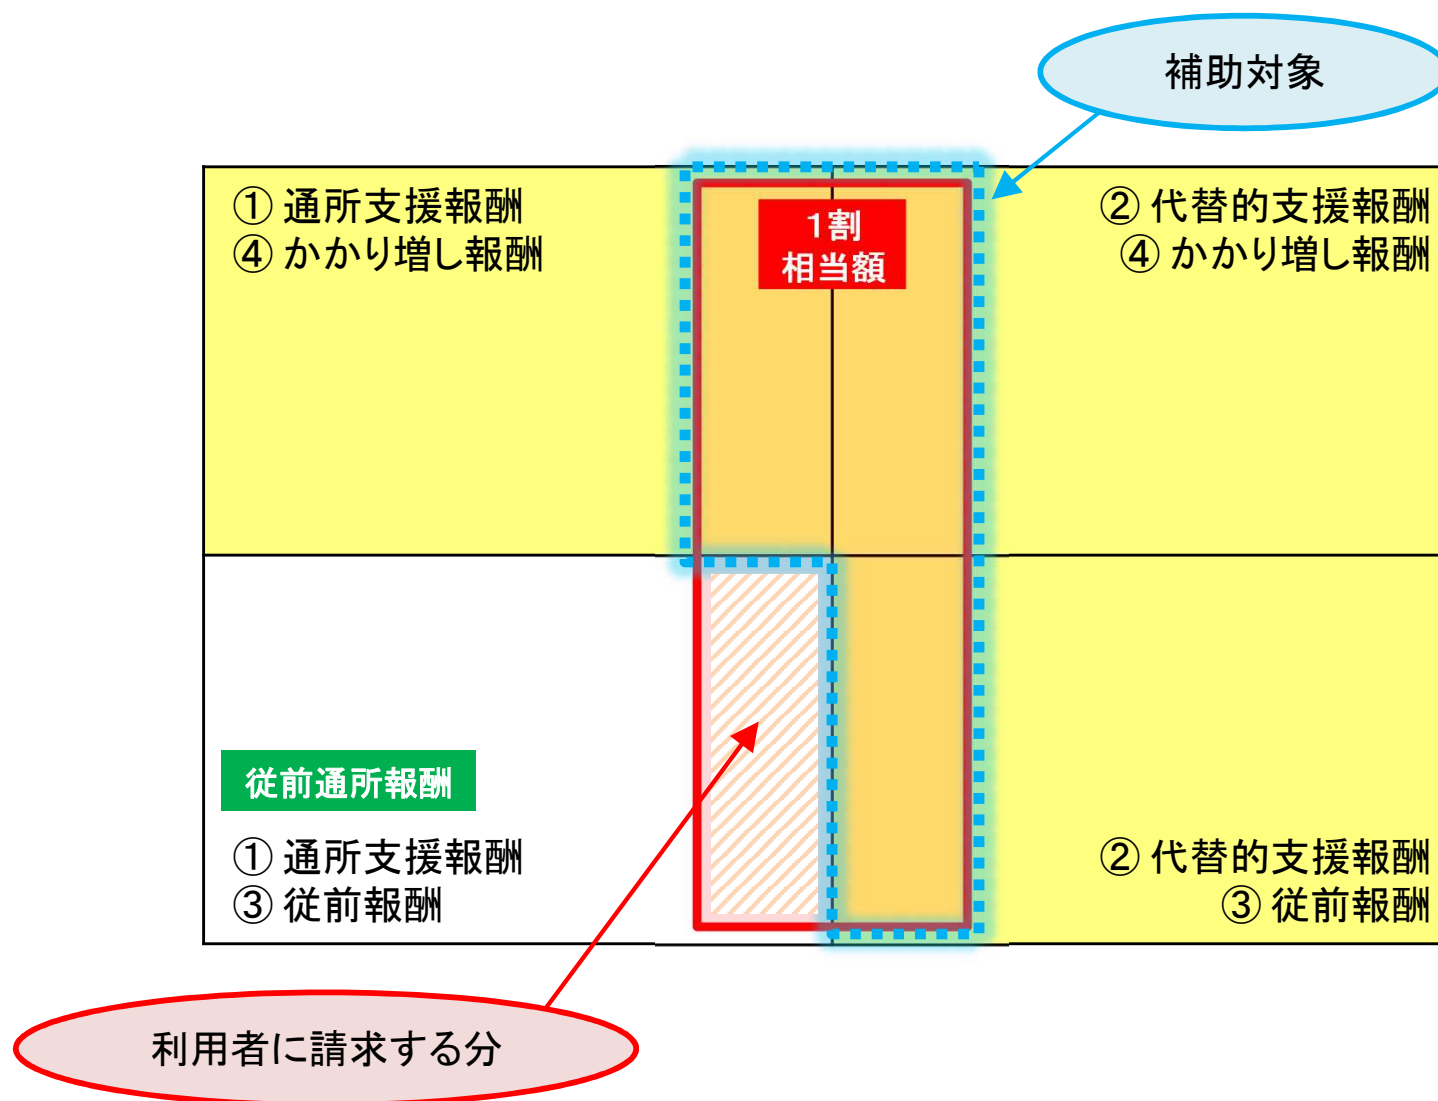 補助対象
① 通所支援報酬
④ かかり増し報酬
1割
相当額
② 代替的支援報酬
④ かかり増し報酬
従前通所報酬
① 通所支援報酬
③ 従前報酬
② 代替的支援報酬
③ 従前報酬
利用者に請求する分